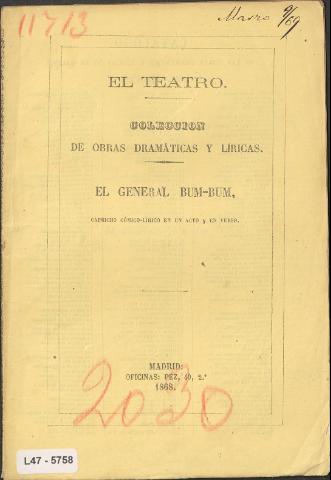 11713
Marzo 9/69
EL TEATRO.
COLECCION
DE OBRAS DRAMÁTICAS Y LÍRICAS.
EL GENERAL BUM-BUM,
CAPRICHO CÓMICO-LÍRICO EN UN ACTO y EN VERSO.
MADRID:
OFICINAS: PEZ, 40, 2.º
1868.
2030
L47 - 5758